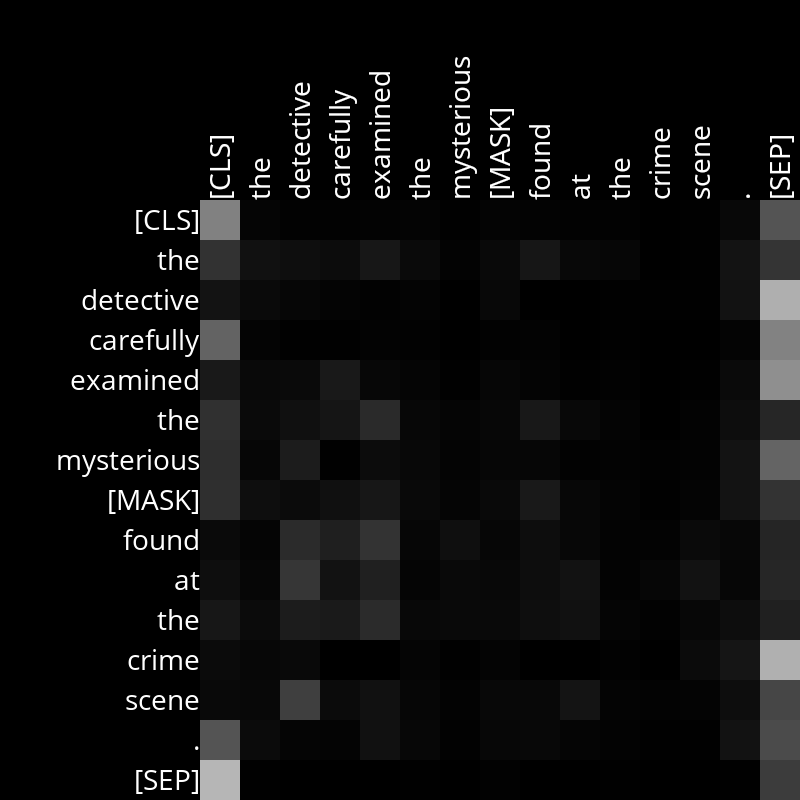 [CLS] the detective carefully examined the mysterious [MASK] found at the crime scene . [SEP]
[CLS]
the
detective
carefully
examined
the
mysterious
[MASK]
found
at
the
crime
scene
.
[SEP]